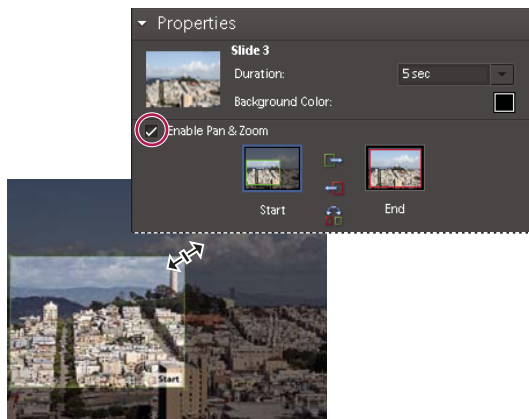 Properties
Slide 3
Duration: 5 sec
Background Color:
Enable Pan & Zoom
Start End
Start